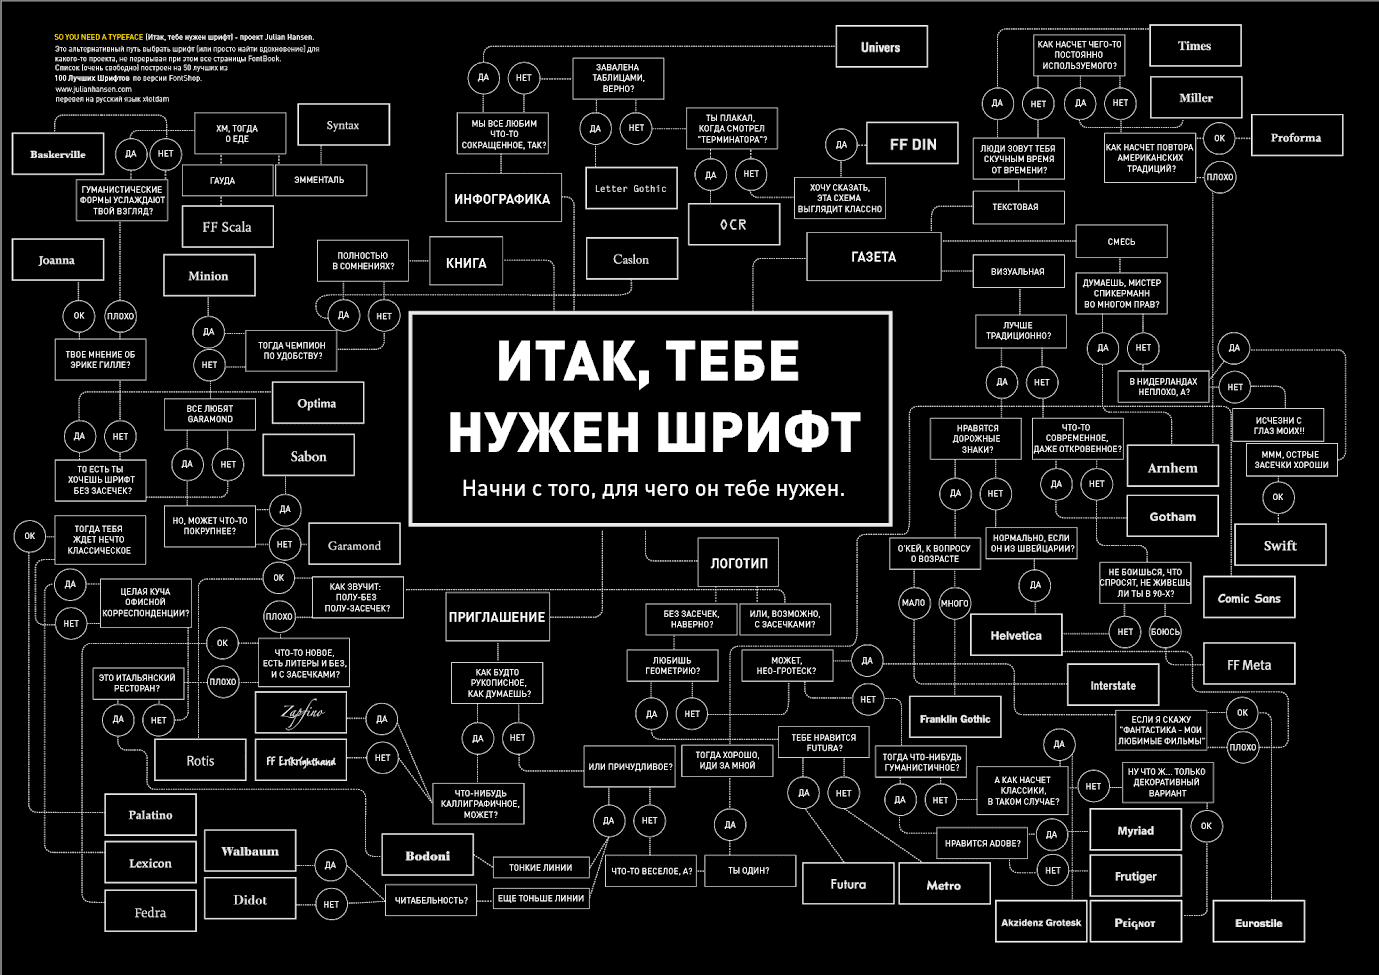 SO YOU NEED A TYPEFACE (Итак, тебе нужен шрифт) - проект Julian Hansen.
Это альтернативный путь выбрать шрифт (или просто найти вдохновение) для
какого-то проекта, не перерывая при этом все страницы FontBook.
Список (очень свободно) построен на 50 лучших из
100 Лучших Шрифтов по версии FontShop.
www.julianhansen.com
перевел на русский язык xtoldam
Univers
ДА
НЕТ
ЗАВАЛЕНА
ТАБЛИЦАМИ,
ВЕРНО?
МЫ ВСЕ ЛЮБИМ
ЧТО-ТО
СОКРАЩЕННОЕ, ТАК?
ДА
НЕТ
ТЫ ПЛАКАЛ,
КОГДА СМОТРЕЛ
"ТЕРМИНАТОРА"?
ДА
НЕТ
ДА
FF DIN
ХОЧУ СКАЗАТЬ,
ЭТА СХЕМА
ВЫГЛЯДИТ КЛАССНО
Letter Gothic
OCR
ИНФОГРАФИКА
КАК НАСЧЕТ ЧЕГО-ТО
ПОСТОЯННО
ИСПОЛЬЗУЕМОГО?
Times
Miller
ДА
НЕТ
ДА
НЕТ
ЛЮДИ ЗОВУТ ТЕБЯ
СКУЧНЫМ ВРЕМЯ
ОТ ВРЕМЕНИ?
КАК НАСЧЕТ ПОВТОРА
АМЕРИКАНСКИХ
ТРАДИЦИЙ?
ОК
ПЛОХО
Proforma
ТЕКСТОВАЯ
Baskerville
ДА
НЕТ
ХМ, ТОГДА
О ЕДЕ
Syntax
ГУМАНИСТИЧЕСКИЕ
ФОРМЫ УСЛАЖДАЮТ
ТВОЙ ВЗГЛЯД?
ГАУДА
ЭММЕНТАЛЬ
FF Scala
Joanna
Minion
ПОЛНОСТЬЮ
В СОМНЕНИЯХ?
КНИГА
Caslon
ГАЗЕТА
СМЕСЬ
ВИЗУАЛЬНАЯ
ДУМАЕШЬ, МИСТЕР
СПИКЕРМАНН
ВО МНОГОМ ПРАВ?
ОК
ПЛОХО
ДА
НЕТ
ДА
НЕТ
ТОГДА ЧЕМПИОН
ПО УДОБСТВУ?
ТВОЕ МНЕНИЕ ОБ
ЭРИКЕ ГИЛЛЕ?
ЛУЧШЕ
ТРАДИЦИОННО?
ДА
НЕТ
ДА
НЕТ
В НИДЕРЛАНДАХ
НЕПЛОХО, А?
ДА
НЕТ
ИСЧЕЗНИ С
ГЛАЗ МОИХ!!
МММ, ОСТРЫЕ
ЗАСЕЧКИ ХОРОШИ
ОК
Swift
ИТАК, ТЕБЕ
НУЖЕН ШРИФТ
Начни с того, для чего он тебе нужен.
Optima
ВСЕ ЛЮБЯТ
GARAMOND
Sabon
ДА
НЕТ
ДА
НЕТ
ТО ЕСТЬ ТЫ
ХОЧЕШЬ ШРИФТ
БЕЗ ЗАСЕЧЕК?
НО, МОЖЕТ ЧТО-ТО
ПОКРУПНЕЕ?
ДА
НЕТ
Garamond
НРАВЯТСЯ
ДОРОЖНЫЕ
ЗНАКИ?
ЧТО-ТО
СОВРЕМЕННОЕ,
ДАЖЕ ОТКРОВЕННОЕ?
Arnhem
ДА
НЕТ
ДА
НЕТ
Gotham
О'КЕЙ, К ВОПРОСУ
О ВОЗРАСТЕ
НОРМАЛЬНО, ЕСЛИ
ОН ИЗ ШВЕЙЦАРИИ?
НЕ БОИШЬСЯ, ЧТО
СПРОСЯТ, НЕ ЖИВЕШЬ
ЛИ ТЫ В 90-Х?
Comic Sans
МАЛО
МНОГО
ДА
Helvetica
НЕТ
БОЮСЬ
FF Meta
Interstate
Franklin Gothic
ОК
ТОГДА ТЕБЯ
ЖДЕТ НЕЧТО
КЛАССИЧЕСКОЕ
ДА
НЕТ
ЦЕЛАЯ КУЧА
ОФИСНОЙ
КОРРЕСПОНДЕНЦИИ?
ОК
ПЛОХО
КАК ЗВУЧИТ:
ПОЛУ-БЕЗ
ПОЛУ-ЗАСЕЧЕК?
ОК
ПЛОХО
ЧТО-ТО НОВОЕ,
ЕСТЬ ЛИТЕРЫ И БЕЗ,
И С ЗАСЕЧКАМИ?
ЭТО ИТАЛЬЯНСКИЙ
РЕСТОРАН?
ДА
НЕТ
Rotis
Zapfino
FF Erikrighthand
ДА
НЕТ
ПРИГЛАШЕНИЕ
КАК БУДТО
РУКОПИСНОЕ,
КАК ДУМАЕШЬ?
ДА
НЕТ
ЧТО-НИБУДЬ
КАЛЛИГРАФИЧНОЕ,
МОЖЕТ?
ЛОГОТИП
БЕЗ ЗАСЕЧЕК,
НАВЕРНО?
ИЛИ, ВОЗМОЖНО,
С ЗАСЕЧКАМИ?
ЛЮБИШЬ
ГЕОМЕТРИЮ?
МОЖЕТ,
НЕО-ГРОТЕСК?
ДА
НЕТ
ДА
НЕТ
ИЛИ ПРИЧУДЛИВОЕ?
ТОГДА ХОРОШО,
ИДИ ЗА МНОЙ
ТЕБЕ НРАВИТСЯ
FUTURA?
ТОГДА ЧТО-НИБУДЬ
ГУМАНИСТИЧНОЕ?
ДА
НЕТ
ДА
ДА
НЕТ
ДА
НЕТ
А КАК НАСЧЕТ
КЛАССИКИ,
В ТАКОМ СЛУЧАЕ?
ДА
НЕТ
ЕСЛИ Я СКАЖУ
"ФАНТАСТИКА - МОИ
ЛЮБИМЫЕ ФИЛЬМЫ"
ОК
ПЛОХО
НУ ЧТО Ж... ТОЛЬКО
ДЕКОРАТИВНЫЙ
ВАРИАНТ
ОК
НРАВИТСЯ ADOBE?
ДА
НЕТ
Myriad
Frutiger
Palatino
Lexicon
Fedra
Walbaum
Didot
ДА
НЕТ
Bodoni
ТОНКИЕ ЛИНИИ
ЧИТАБЕЛЬНОСТЬ?
ЕЩЕ ТОНЬШЕ ЛИНИИ
ЧТО-ТО ВЕСЕЛОЕ, А?
ТЫ ОДИН?
Futura
Metro
Akzidenz Grotesk
Peignot
Eurostile